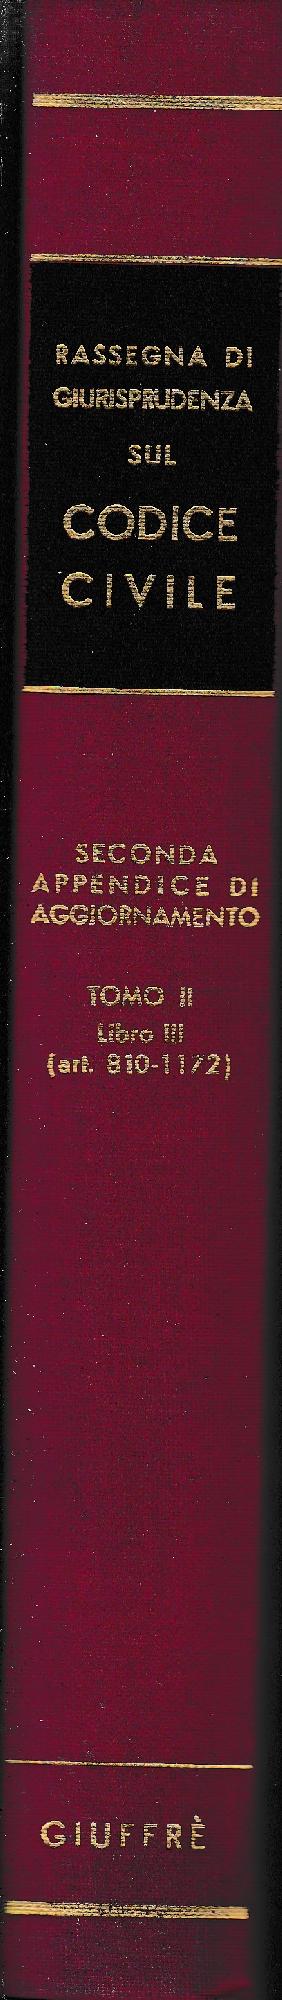 RASSEGNA DI
GIURISPRUDENZA
SUL
CODICE
CIVILE
SECONDA
APPENDICE DI
AGGIORNAMENTO
TOMO II
Libro III
(art. 810-1172)
GIUFFRÈ